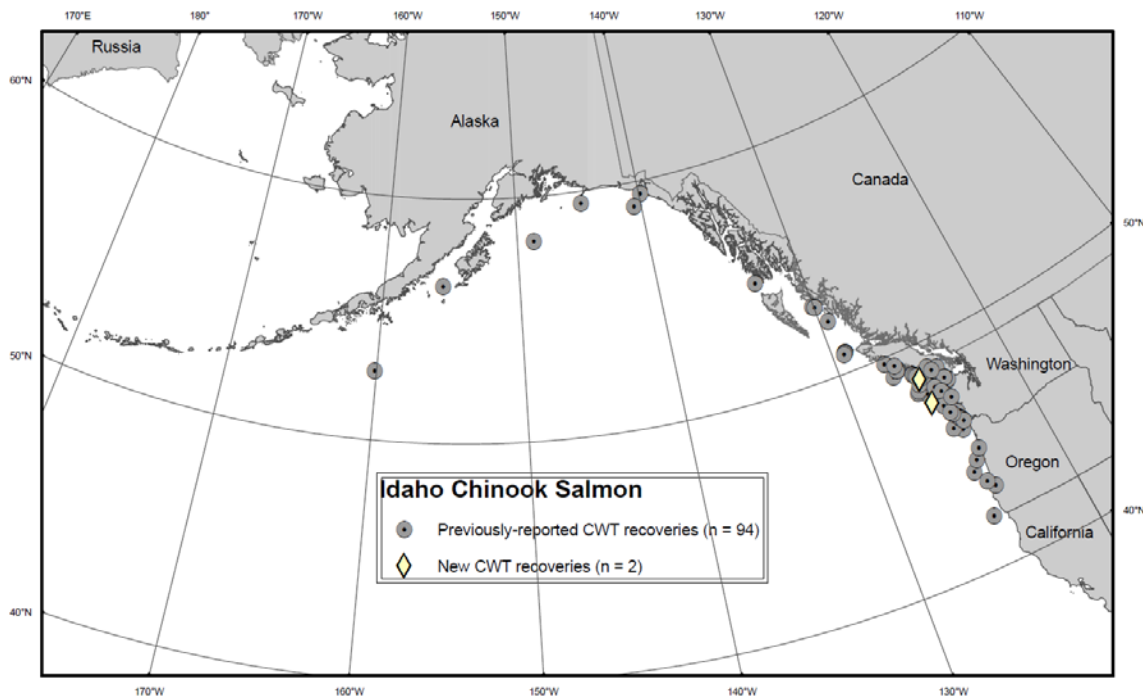 170°E 180° 170°W 160°W 150°W 140°W 130°W 120°W 110°W
Russia
60°N
Alaska
Canada
50°N
50°N
Washington
Oregon
Idaho Chinook Salmon
Previously-reported CWT recoveries (n = 94)
New CWT recoveries (n = 2)
40°N
California
40°N
170°W 160°W 150°W 140°W 130°W